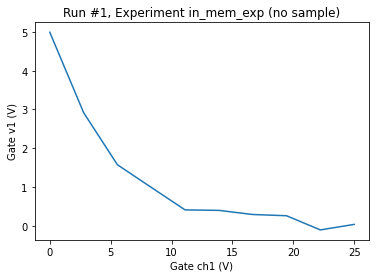 Run #1, Experiment in_mem_exp (no sample)
5
4
3
2
1
0
Gate v1 (V)
0 5 10 15 20 25
Gate ch1 (V)